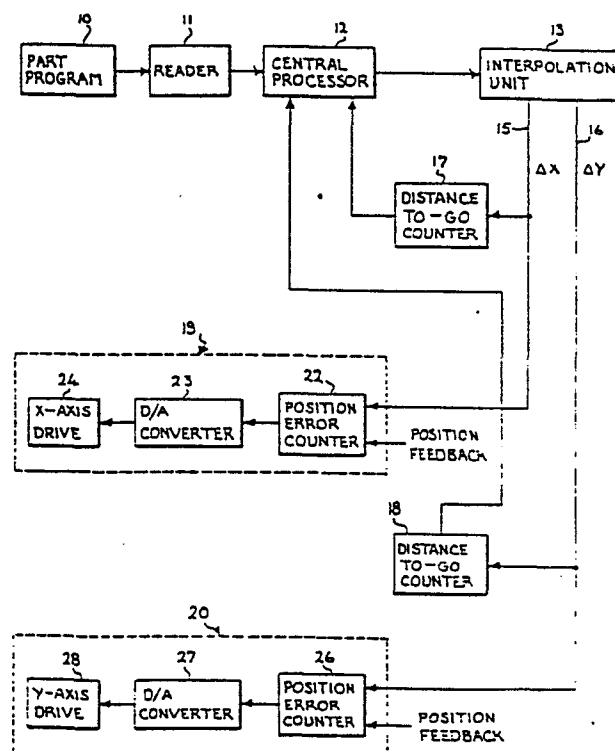 10
PART
PROGRAM
11
READER
12
CENTRAL
PROCESSOR
13
INTERPOLATION
UNIT
15
16
ΔX
ΔY
17
DISTANCE
TO-GO
COUNTER
19
24
X-AXIS
DRIVE
23
D/A
CONVERTER
22
POSITION
ERROR
COUNTER
POSITION
FEEDBACK
18
DISTANCE
TO-GO
COUNTER
20
28
Y-AXIS
DRIVE
27
D/A
CONVERTER
26
POSITION
ERROR
COUNTER
POSITION
FEEDBACK